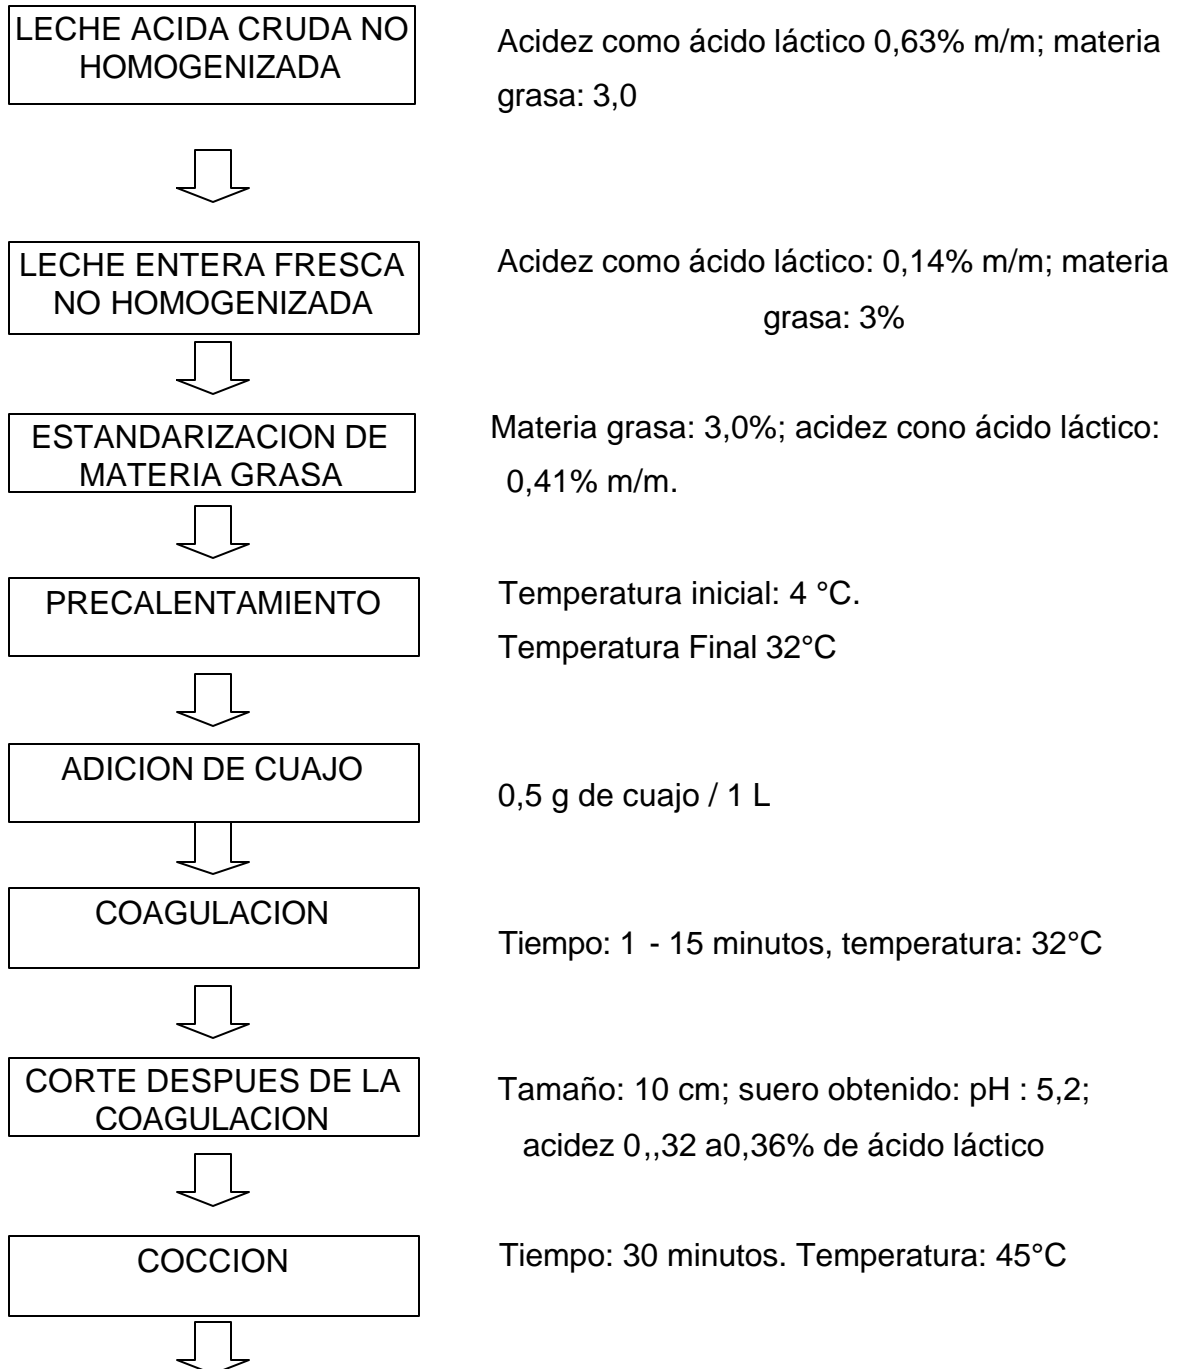 LECHE ACIDA CRUDA NO
HOMOGENIZADA
Acidez como ácido láctico 0,63% m/m; materia
grasa: 3,0
LECHE ENTERA FRESCA
NO HOMOGENIZADA
Acidez como ácido láctico: 0,14% m/m; materia
grasa: 3%
ESTANDARIZACION DE
MATERIA GRASA
Materia grasa: 3,0%; acidez cono ácido láctico:
0,41% m/m.
PRECALENTAMIENTO
Temperatura inicial: 4 °C.
Temperatura Final 32°C
ADICION DE CUAJO
0,5 g de cuajo / 1 L
COAGULACION
Tiempo: 1 - 15 minutos, temperatura: 32°C
CORTE DESPUES DE LA
COAGULACION
Tamaño: 10 cm; suero obtenido: pH : 5,2;
acidez 0,,32 a0,36% de ácido láctico
COCCION
Tiempo: 30 minutos. Temperatura: 45°C